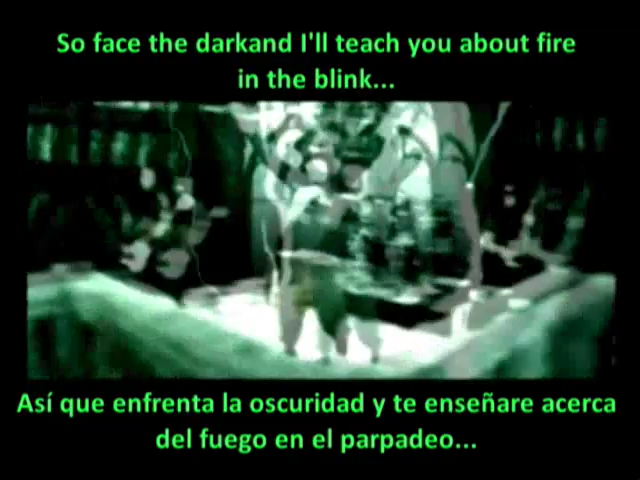 So face the darkand I'll teach you about fire
in the blink...
Así que enfrenta la oscuridad y te enseñare acerca
del fuego en el parpadeo...